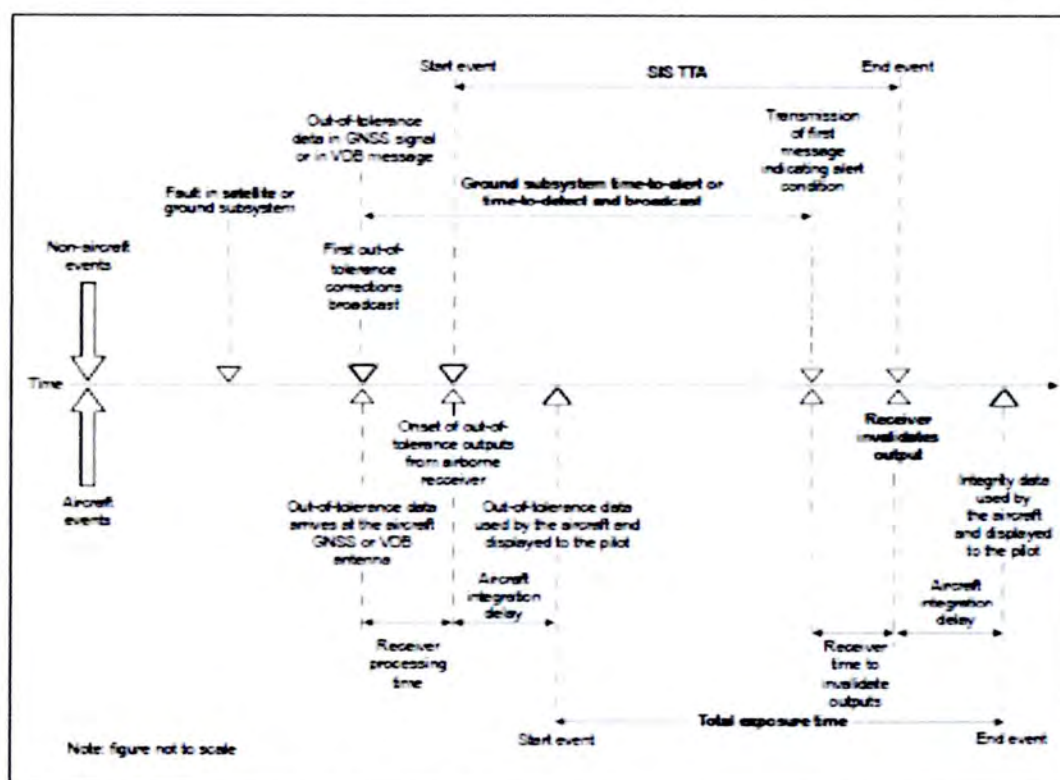 Start event
SIS TTA
End event
Out-of-tolerance
data in GNSS signal
or in VDB message
Transmission
of first
message
indicating alert
condition
Ground subsystem time-to-alert or
time-to-detect and broadcast
Fault in satellite or
ground subsystem
Non-aircraft
events
First out-of-
tolerance
corrections
broadcast
Time
Aircraft
events
Onset of out-of-
tolerance outputs
from airborne
receiver
Receiver
invalidates
output
Out-of-tolerance data
arrives at the aircraft
GNSS or VDB
antenna
Out-of-tolerance data
used by the aircraft and
displayed to the pilot
Integrity data
used by
the aircraft
and displayed
to the pilot
Aircraft
integration
delay
Aircraft
integration
delay
Receiver
processing
time
Receiver
time to
invalidate
outputs
Total exposure time
Start event
End event
Note: figure not to scale